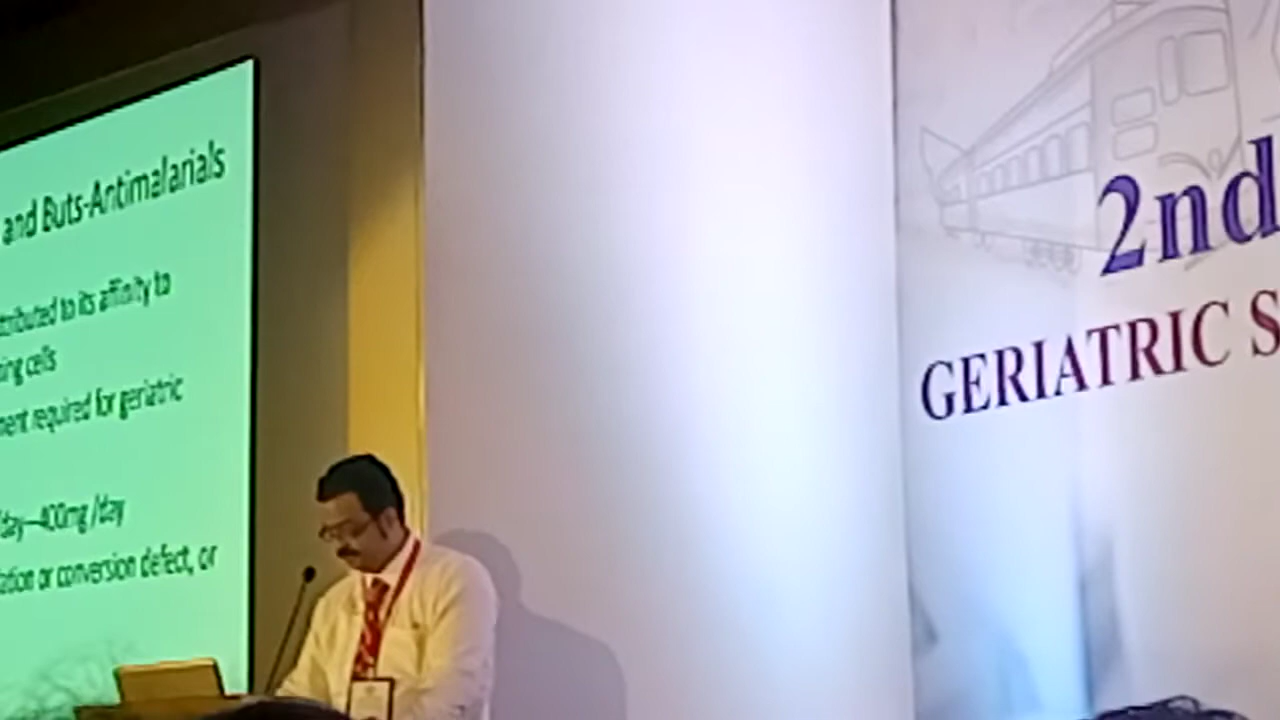 and Buts-Antimalarials
tributed to its affinity to
ing cells
ment required for geriatric
/day—400mg /day
ation or conversion defect, or
2nd
GERIATRIC S